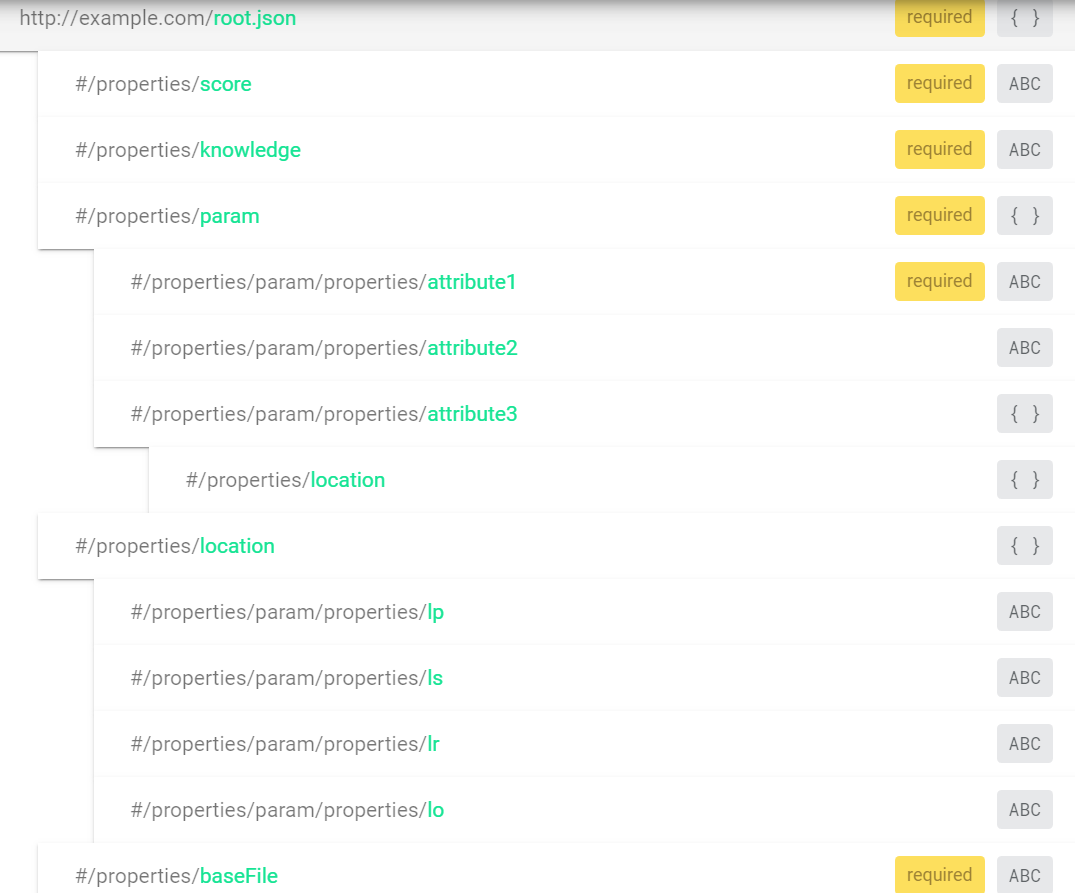 http://example.com/root.json required { }
#/properties/score required ABC
#/properties/knowledge required ABC
#/properties/param required { }
#/properties/param/properties/attribute1 required ABC
#/properties/param/properties/attribute2 ABC
#/properties/param/properties/attribute3 { }
#/properties/location { }
#/properties/location { }
#/properties/param/properties/lp ABC
#/properties/param/properties/ls ABC
#/properties/param/properties/lr ABC
#/properties/param/properties/lo ABC
#/properties/baseFile required ABC